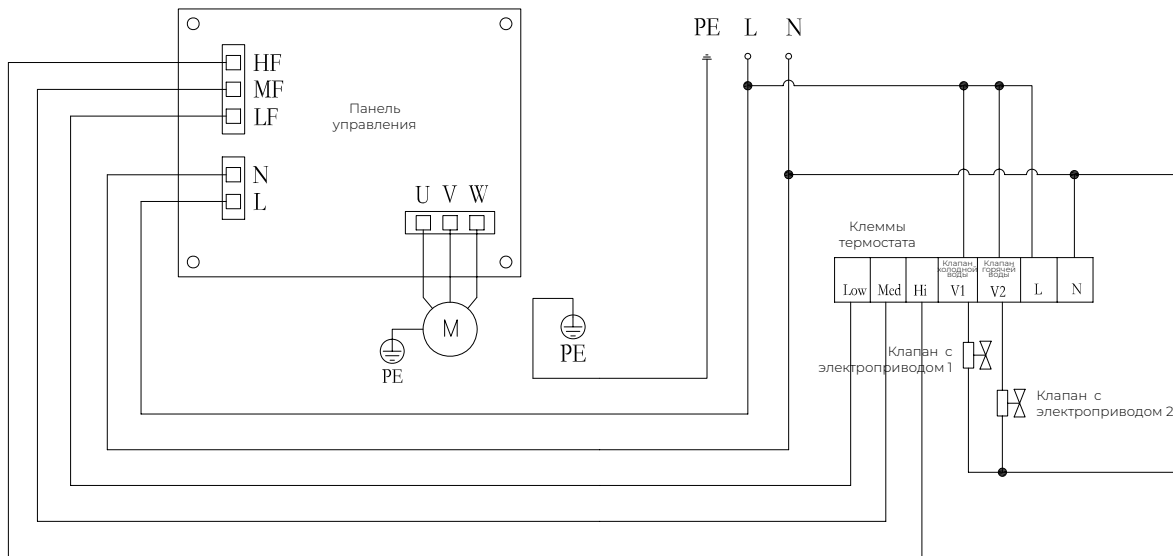 PE L N
HF
MF
LF
Панель
управления
N
L
U V W
Клеммы
термостата
Клапан
холодной
воды
Клапан
горячей
воды
Low Med Hi V1 V2 L N
M
PE
PE
Клапан с
электроприводом 1
Клапан с
электроприводом 2